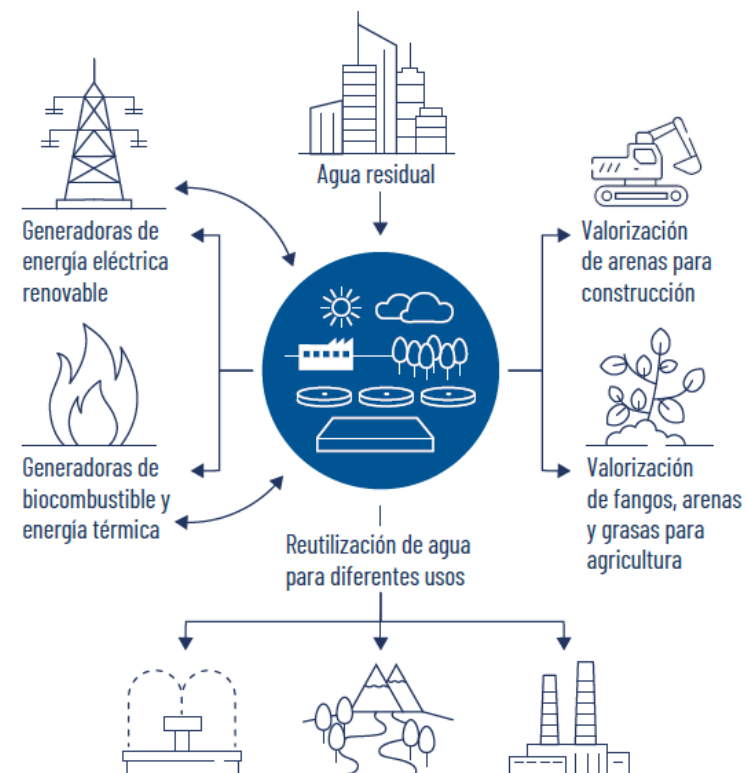 Agua residual
Generadoras de
energía eléctrica
renovable
Valorización
de arenas para
construcción
Generadoras de
biocombustible y
energía térmica
Valorización
de fangos, arenas
y grasas para
agricultura
Reutilización de agua
para diferentes usos